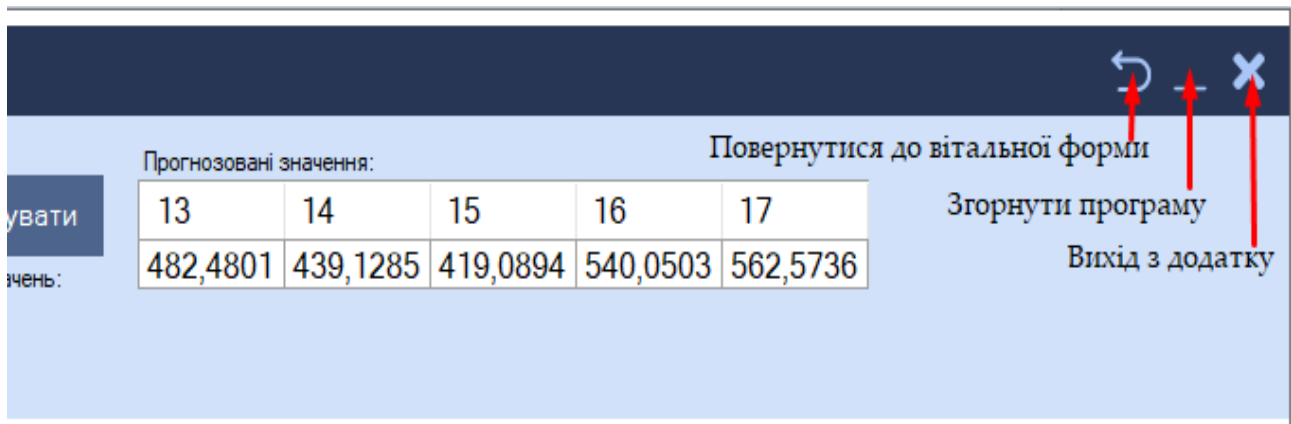 Повернутися до вітальної форми
Прогнозовані значення:
13 14 15 16 17
Згорнути програму
482,4801 439,1285 419,0894 540,0503 562,5736
Вихід з додатку
увати
ачень: